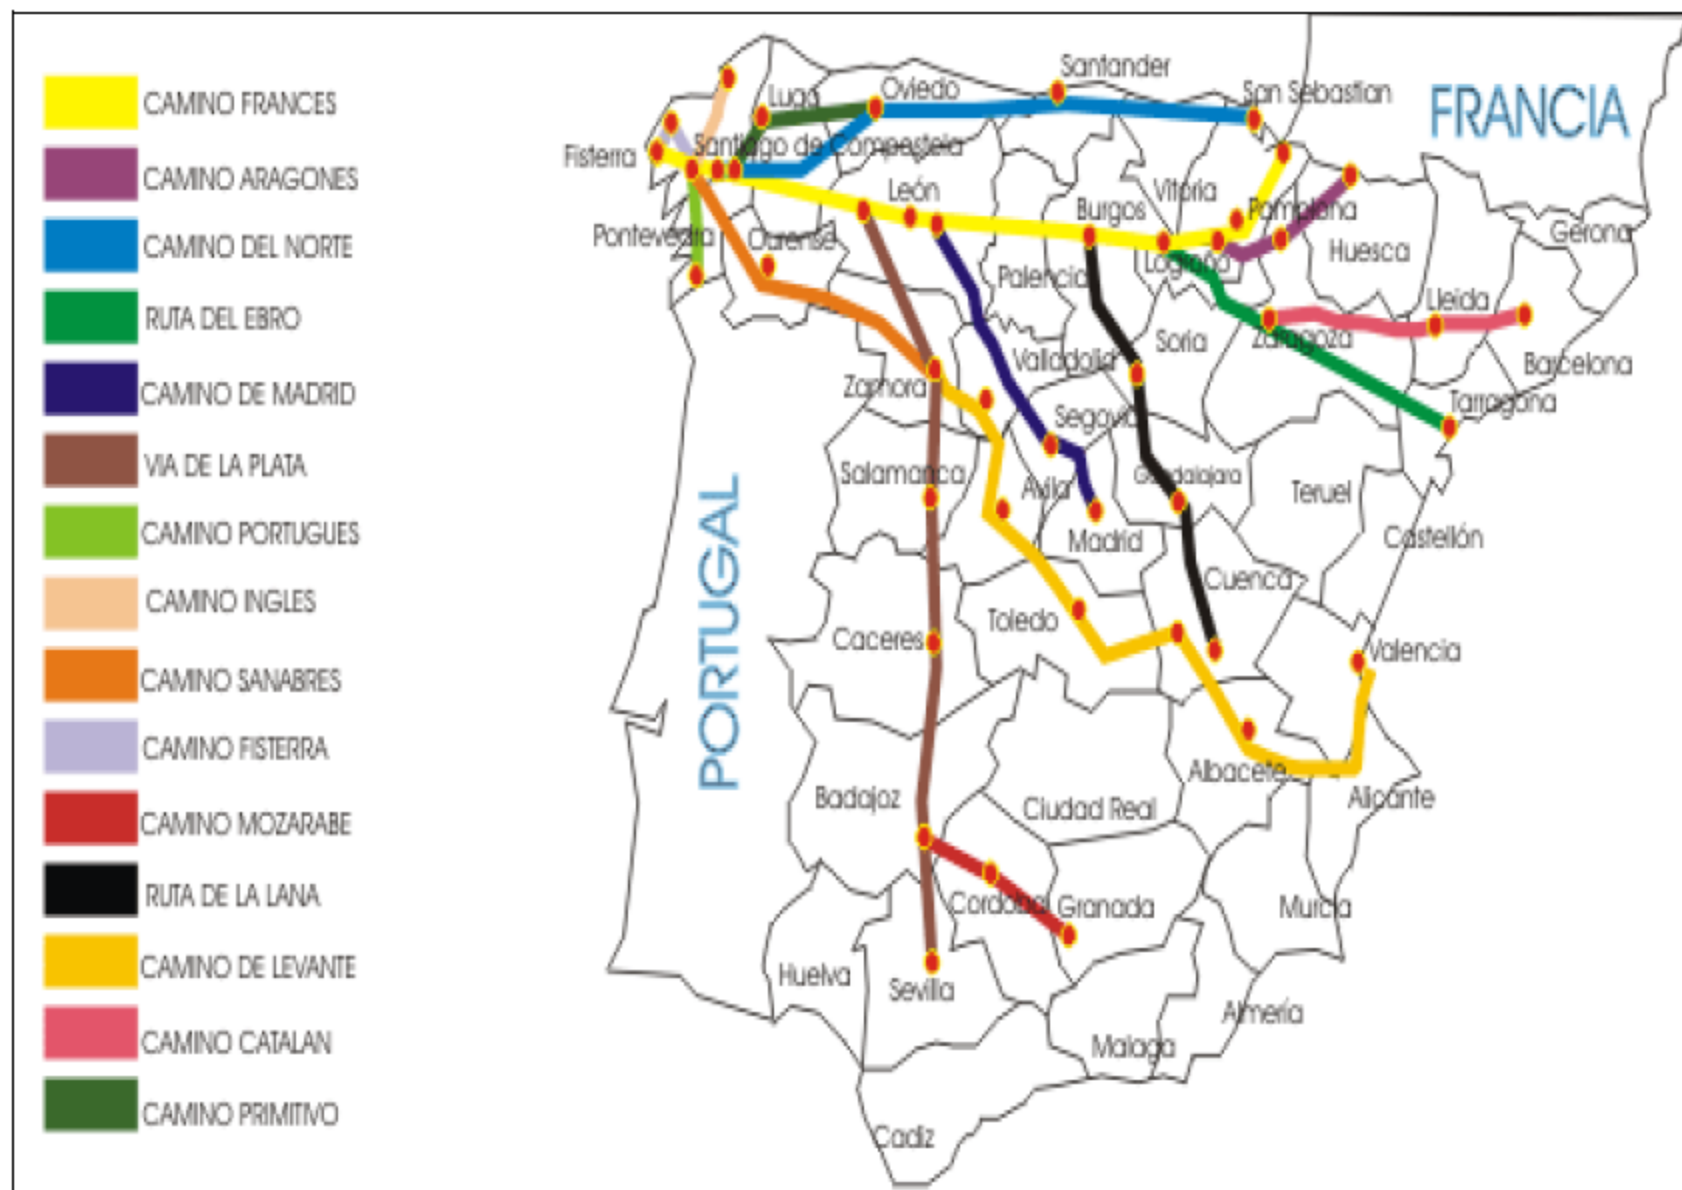 CAMINO FRANCES
CAMINO ARAGONES
CAMINO DEL NORTE
RUTA DEL EBRO
CAMINO DE MADRID
VIA DE LA PLATA
CAMINO PORTUGUES
CAMINO INGLES
CAMINO SANABRES
CAMINO FISTERRA
CAMINO MOZARABE
RUTA DE LA LANA
CAMINO DE LEVANTE
CAMINO CATALAN
CAMINO PRIMITIVO
FRANCIA
PORTUGAL
Santander
Oviedo
San Sebastian
Lugo
Fisterra
Santiago de Compostela
León
Vitoria
Burgos
Pamplona
Pontevedra
Ourense
Gerona
Huesca
Logroño
Palencia
Lleida
Soria
Zaragoza
Valladolid
Barcelona
Zamora
Tarragona
Segovia
Salamanca
Avila
Guadalajara
Teruel
Madrid
Castellón
Cuenca
Toledo
Caceres
Valencia
Albacete
Badajoz
Ciudad Real
Alicante
Cordoba
Granada
Murcia
Huelva
Sevilla
Almería
Malaga
Cadiz